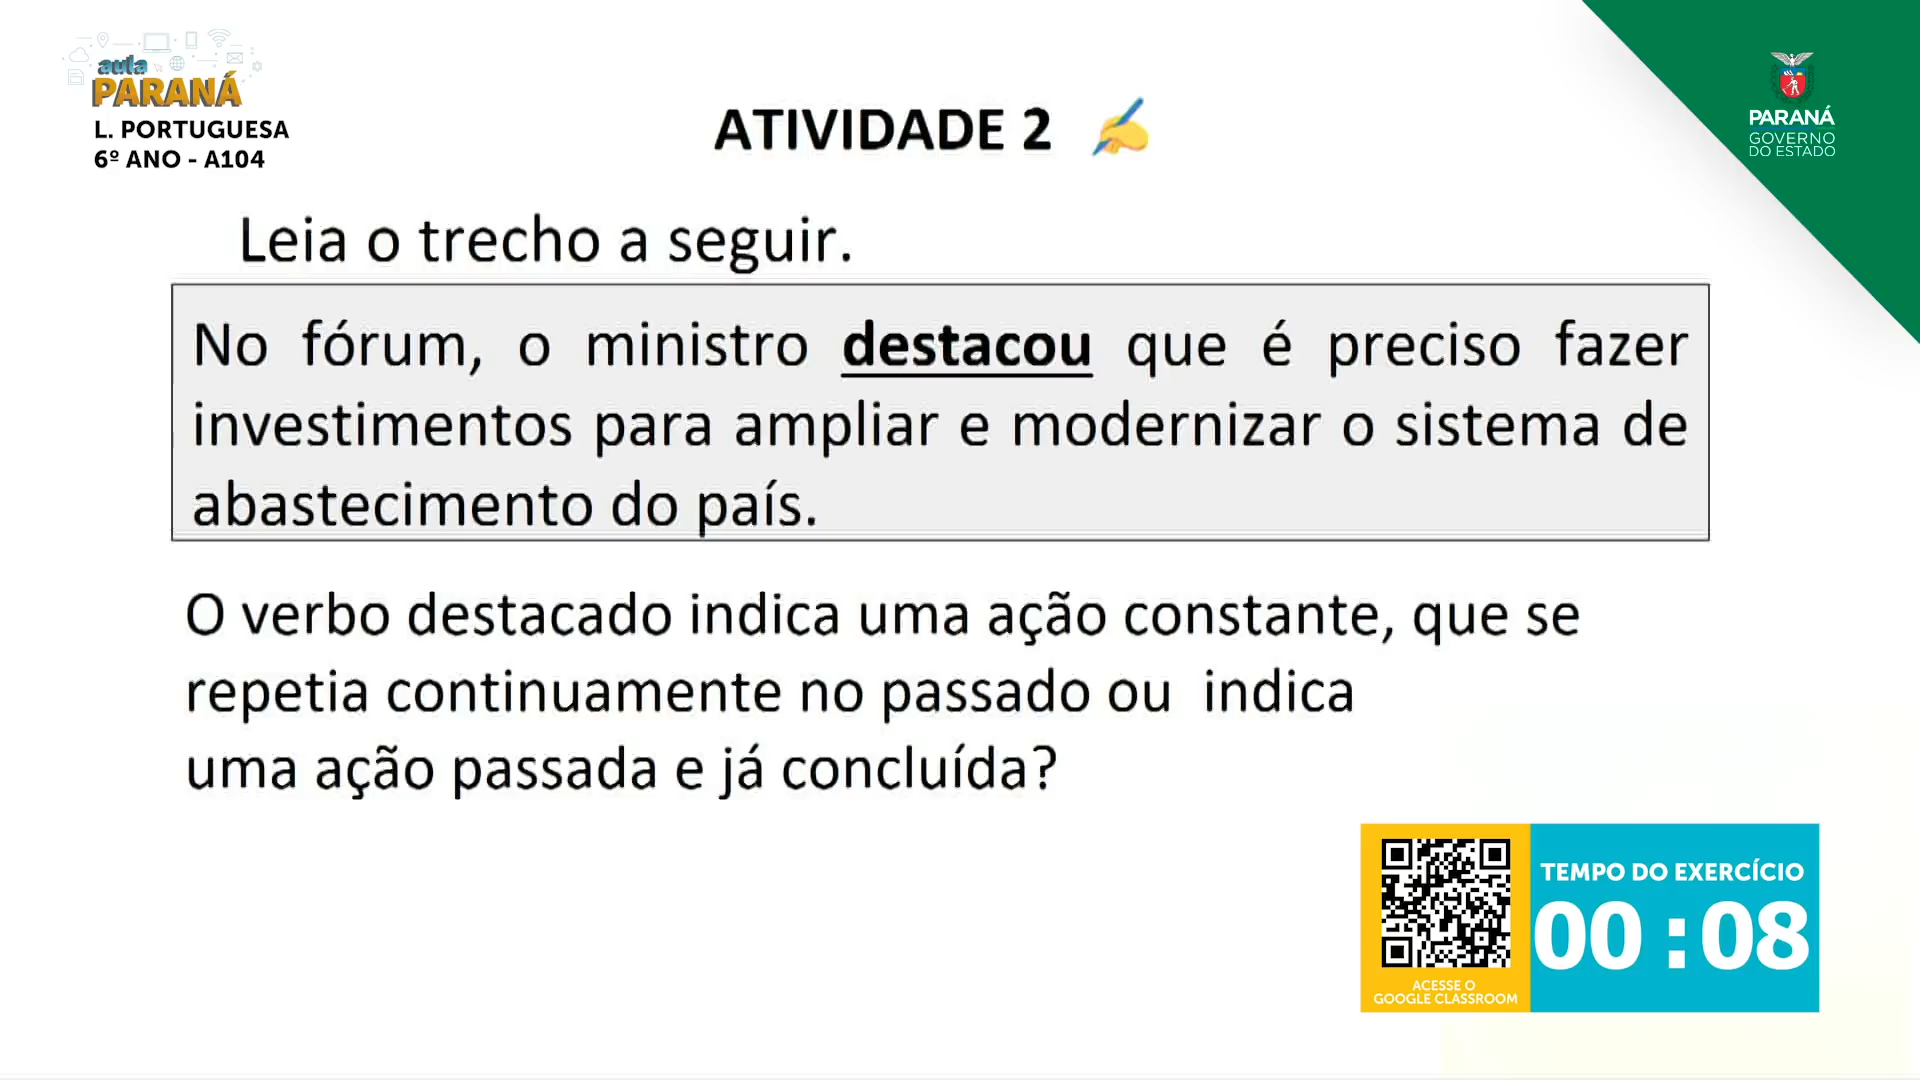 aula
PARANÁ
L. PORTUGUESA
6º ANO - A104
ATIVIDADE 2
PARANÁ
GOVERNO
DO ESTADO
Leia o trecho a seguir.
No fórum, o ministro destacou que é preciso fazer
investimentos para ampliar e modernizar o sistema de
abastecimento do país.
O verbo destacado indica uma ação constante, que se
repetia continuamente no passado ou indica
uma ação passada e já concluída?
TEMPO DO EXERCÍCIO
00:08
ACESSE O
GOOGLE CLASSROOM